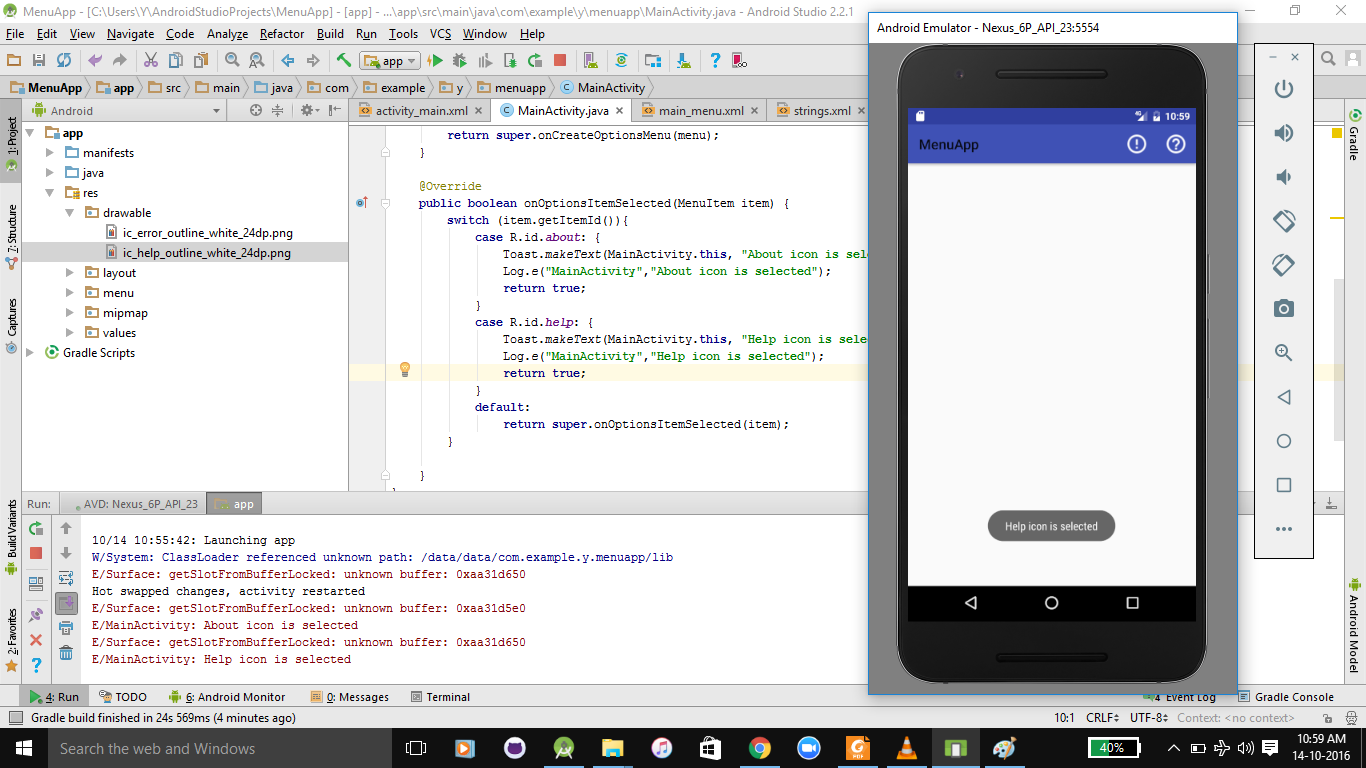 MenuApp - [C:\Users\Y\AndroidStudioProjects\MenuApp] - [app] - ...\app\src\main\java\com\example\y\menuapp\MainActivity.java - Android Studio 2.2.1
File Edit View Navigate Code Analyze Refactor Build Run Tools VCS Window Help
app
MenuApp app src main java com example y menuapp MainActivity
Android
activity_main.xml MainActivity.java main_menu.xml strings.xml
1: Project
7: Structure
Captures
Build Variants
2: Favorites
app
manifests
java
res
drawable
ic_error_outline_white_24dp.png
ic_help_outline_white_24dp.png
layout
menu
mipmap
values
Gradle Scripts
return super.onCreateOptionsMenu(menu);
}
@Override
public boolean onOptionsItemSelected(MenuItem item) {
switch (item.getItemId()){
case R.id.about: {
Toast.makeText(MainActivity.this, "About icon is sel
Log.e("MainActivity","About icon is selected");
return true;
}
case R.id.help: {
Toast.makeText(MainActivity.this, "Help icon is sele
Log.e("MainActivity","Help icon is selected");
return true;
}
default:
return super.onOptionsItemSelected(item);
}
}
Android Emulator - Nexus_6P_API_23:5554
4G 10:59
MenuApp
Help icon is selected
Gradle
Android Model
Run: AVD: Nexus_6P_API_23 app
10/14 10:55:42: Launching app
W/System: ClassLoader referenced unknown path: /data/data/com.example.y.menuapp/lib
E/Surface: getSlotFromBufferLocked: unknown buffer: 0xaa31d650
Hot swapped changes, activity restarted
E/Surface: getSlotFromBufferLocked: unknown buffer: 0xaa31d5e0
E/MainActivity: About icon is selected
E/Surface: getSlotFromBufferLocked: unknown buffer: 0xaa31d650
E/MainActivity: Help icon is selected
4: Run TODO 6: Android Monitor 0: Messages Terminal 4 Event Log Gradle Console
Gradle build finished in 24s 569ms (4 minutes ago) 10:1 CRLF UTF-8 Context: <no context>
Search the web and Windows
PDF
40%
10:59 AM
14-10-2016